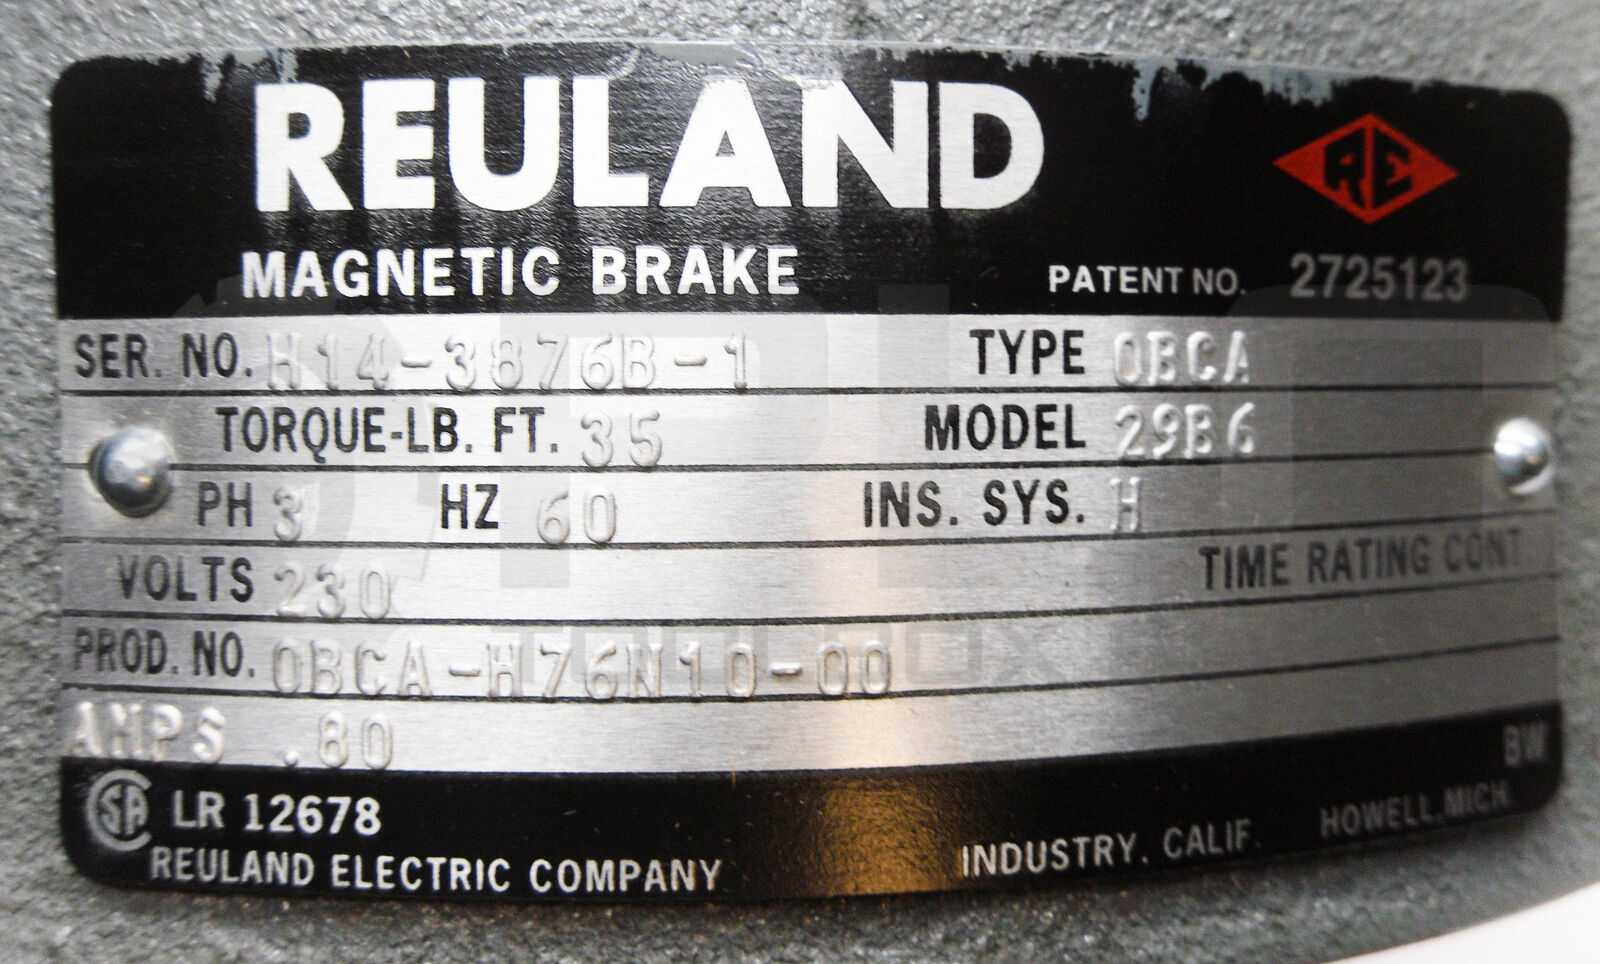 REULAND
RE
MAGNETIC BRAKE PATENT NO. 2725123
SER. NO. H14-3876B-1 TYPE OBCA
TORQUE-LB. FT. 35 MODEL 29B6
PH 3 HZ 60 INS. SYS. H
VOLTS 230 TIME RATING CONT
PROD. NO. OBCA-H76N10-00
AMPS .80
BW
SA LR 12678
REULAND ELECTRIC COMPANY INDUSTRY, CALIF. HOWELL, MICH.